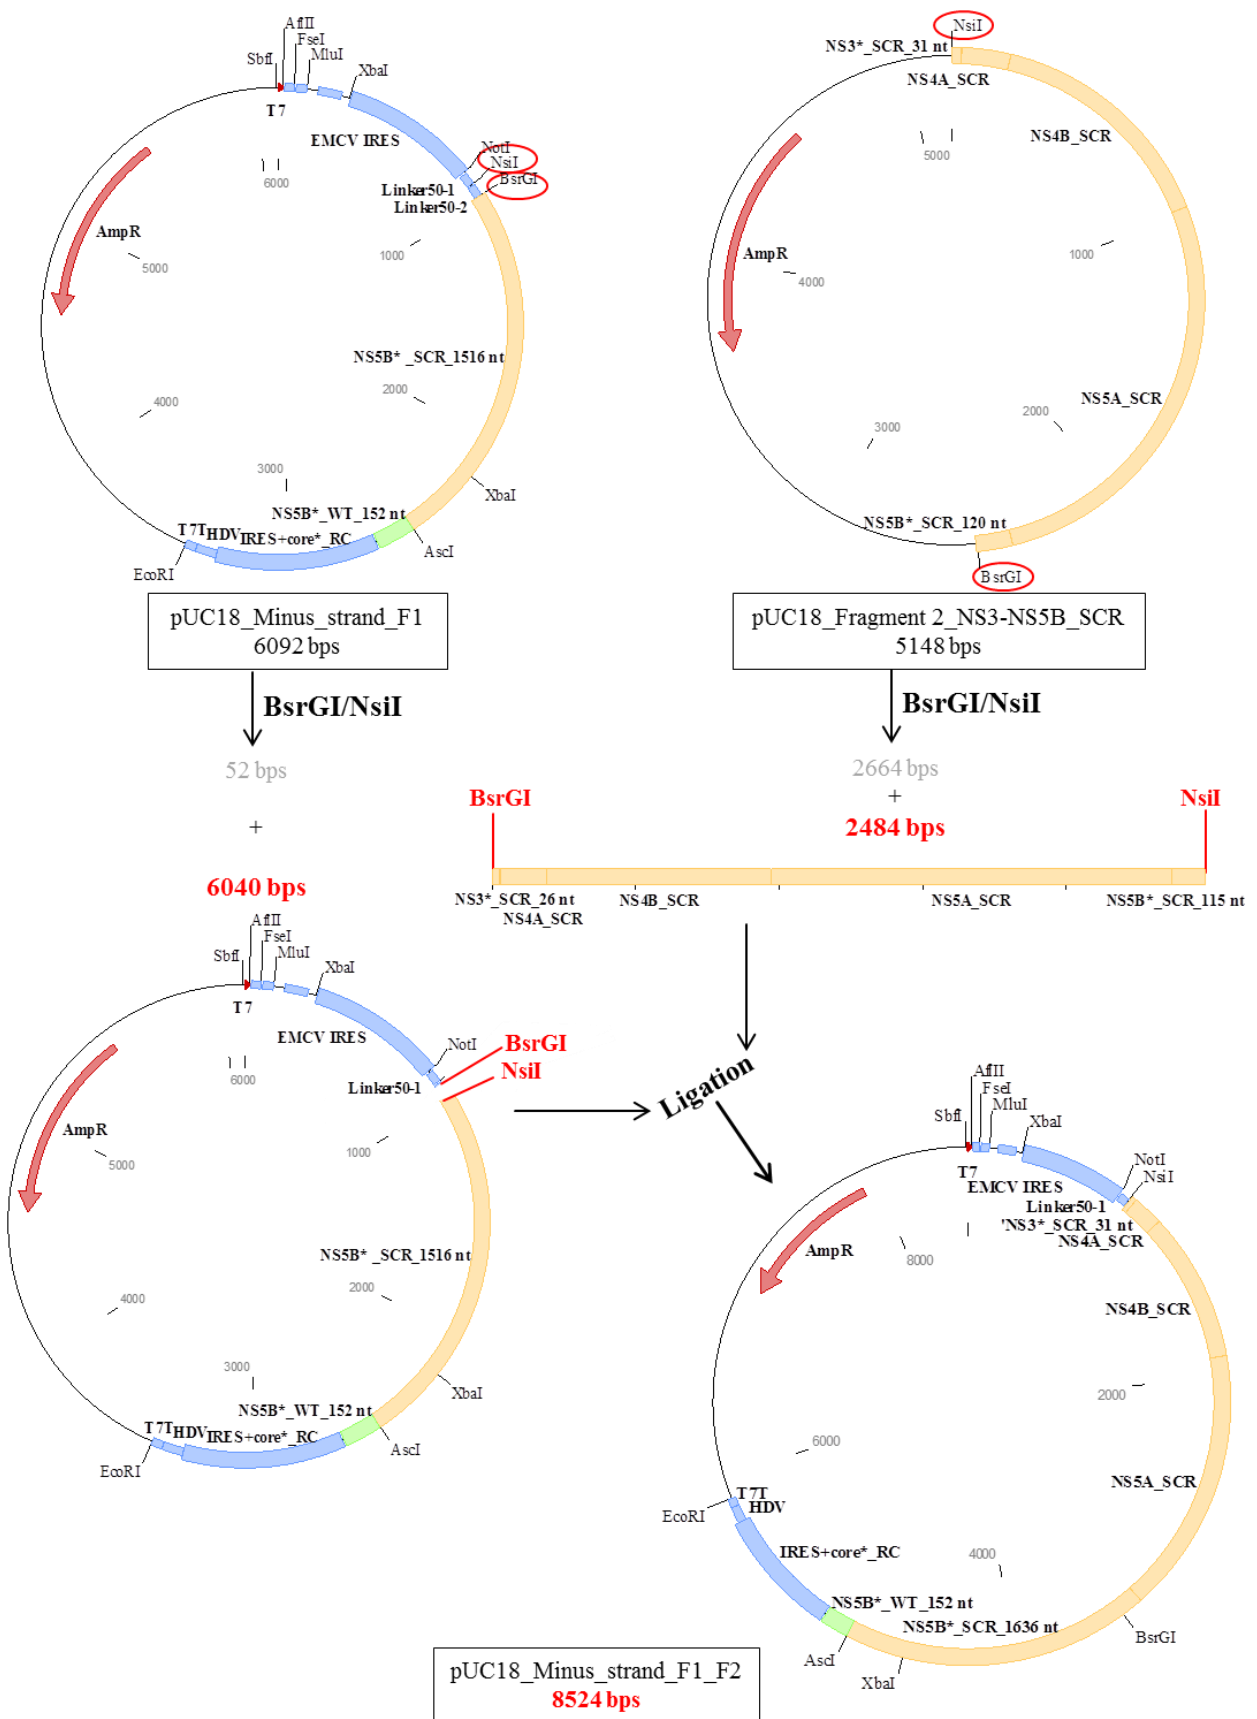 AflII
FseI
SbfI
MluI
XbaI
T7
EMCV IRES
NotI
NsiI
BsrGI
Linker50-1
Linker50-2
6000
AmpR
5000
1000
NS5B* _SCR_1516 nt
2000
4000
3000
XbaI
NS5B*_WT_152 nt
T7T
HDV
IRES+core*_RC
AscI
EcoRI
pUC18_Minus_strand_F1
6092 bps
NsiI
NS3*_SCR_31 nt
NS4A_SCR
NS4B_SCR
5000
AmpR
1000
4000
NS5A_SCR
2000
3000
NS5B*_SCR_120 nt
BsrGI
pUC18_Fragment 2_NS3-NS5B_SCR
5148 bps
BsrGI/NsiI
BsrGI/NsiI
52 bps
+
6040 bps
2664 bps
+
2484 bps
BsrGI
NsiI
NS3*_SCR_26 nt
NS4A_SCR
NS4B_SCR
NS5A_SCR
NS5B*_SCR_115 nt
AflII
FseI
SbfI
MluI
XbaI
T7
EMCV IRES
NotI
BsrGI
NsiI
Linker50-1
6000
AmpR
5000
1000
NS5B* _SCR_1516 nt
2000
4000
3000
XbaI
NS5B*_WT_152 nt
T7T
HDV
IRES+core*_RC
AscI
EcoRI
Ligation
AflII
FseI
MluI
SbfI
XbaI
T7
EMCV IRES
NotI
NsiI
Linker50-1
'NS3*_SCR_31 nt
NS4A_SCR
AmpR
8000
NS4B_SCR
2000
6000
NS5A_SCR
T7T
HDV
EcoRI
IRES+core*_RC
4000
NS5B*_WT_152 nt
NS5B*_SCR_1636 nt
BsrGI
AscI
XbaI
pUC18_Minus_strand_F1_F2
8524 bps